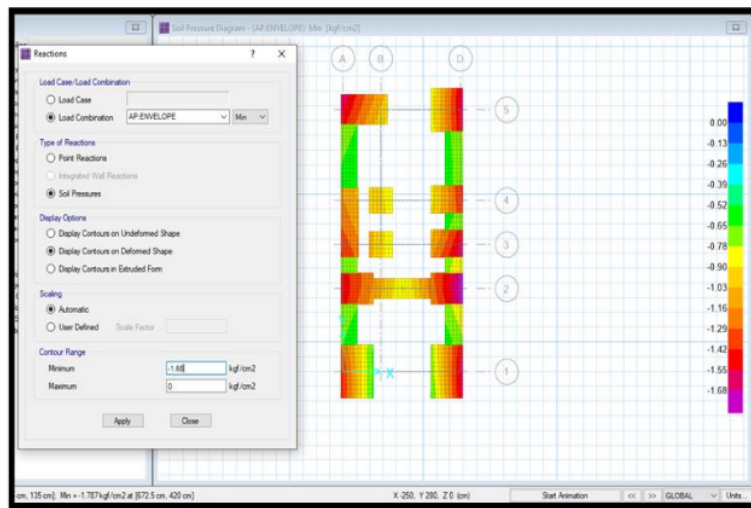 Soil Pressure Diagram - (AP:ENVELOPE) Min [kgf/cm2]
Reactions
? ×
Load Case/Load Combination
Load Case
Load Combination AP:ENVELOPE Min
Type of Reactions
Point Reactions
Integrated Wall Reactions
Soil Pressures
Display Options
Display Contours on Undeformed Shape
Display Contours on Deformed Shape
Display Contours in Extruded Form
Scaling
Automatic
User Defined Scale Factor
Contour Range
Minimum -1.68 kgf/cm2
Maximum 0 kgf/cm2
Apply Close
A B D
5
4
3
2
1
X
0.00
-0.13
-0.26
-0.39
-0.52
-0.65
-0.78
-0.90
-1.03
-1.16
-1.29
-1.42
-1.55
-1.68
cm, 135 cm]; Min = -1.787 kgf/cm2 at [672.5 cm, 420 cm] X -250, Y 280, Z 0 (cm) Start Animation << >> GLOBAL Units...